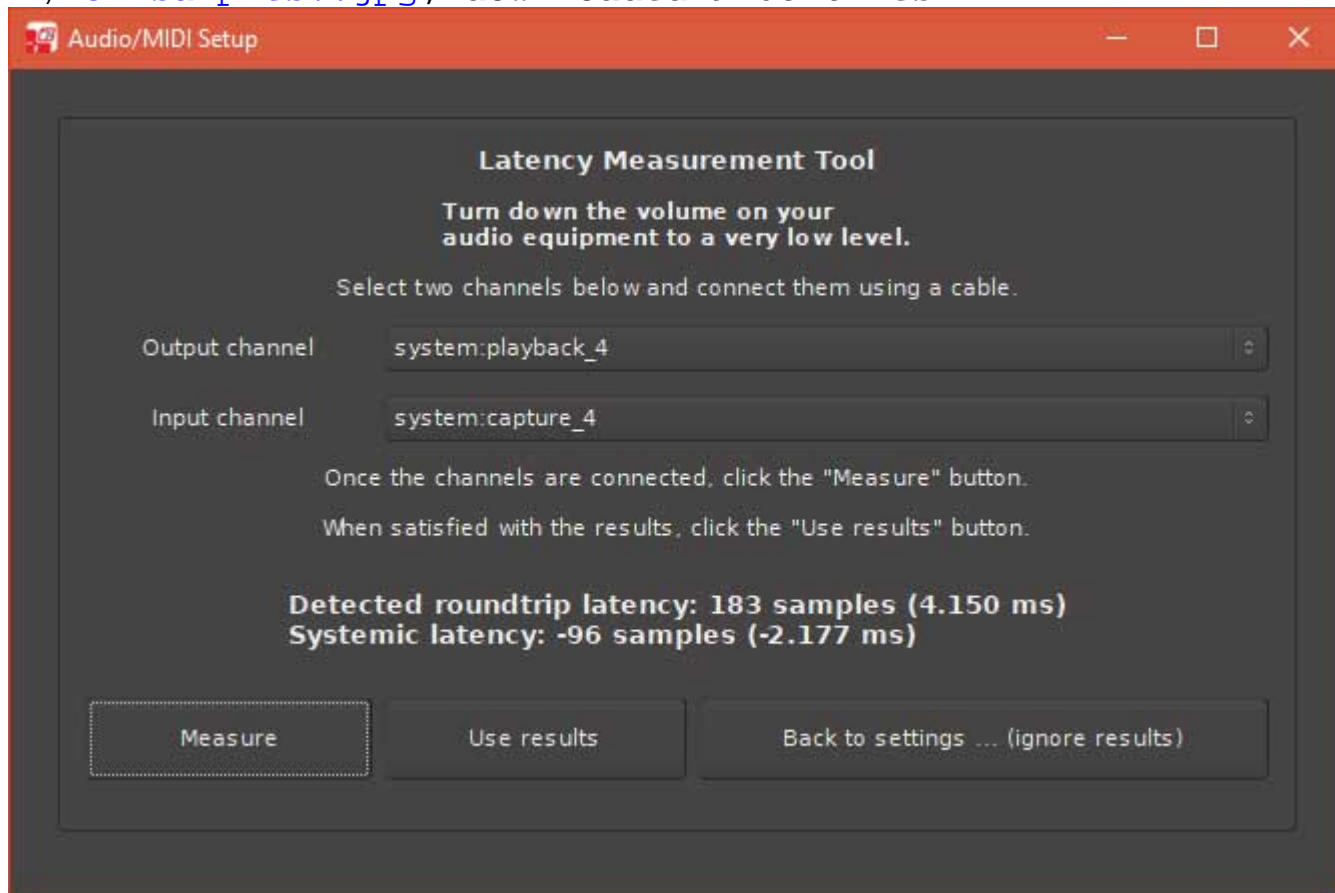 Audio/MIDI Setup
Latency Measurement Tool
Turn down the volume on your
audio equipment to a very low level.
Select two channels below and connect them using a cable.
Output channel system:playback_4
Input channel system:capture_4
Once the channels are connected, click the "Measure" button.
When satisfied with the results, click the "Use results" button.
Detected roundtrip latency: 183 samples (4.150 ms)
Systemic latency: -96 samples (-2.177 ms)
Measure Use results Back to settings ... (ignore results)